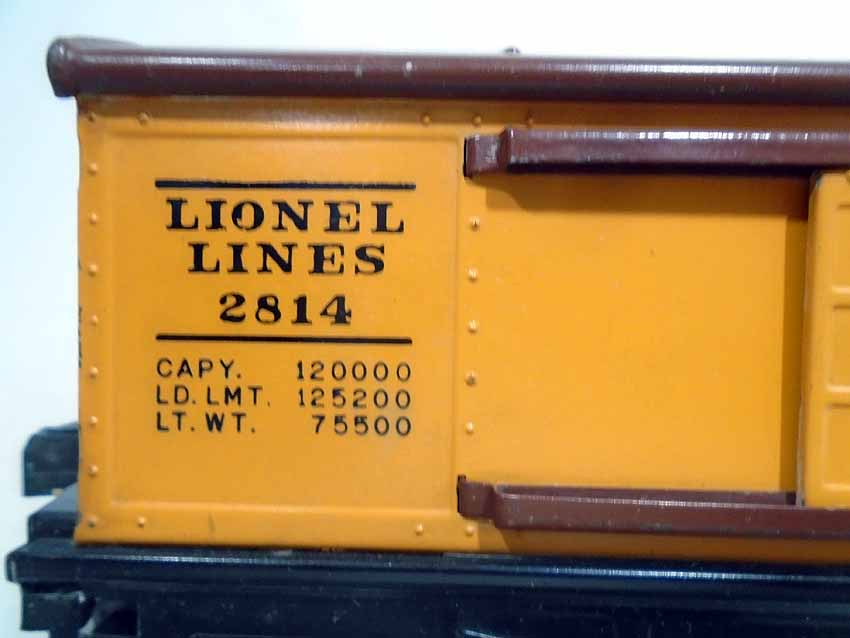 LIONEL
LINES
2814
CAPY. 120000
LD. LMT. 125200
LT. WT. 75500